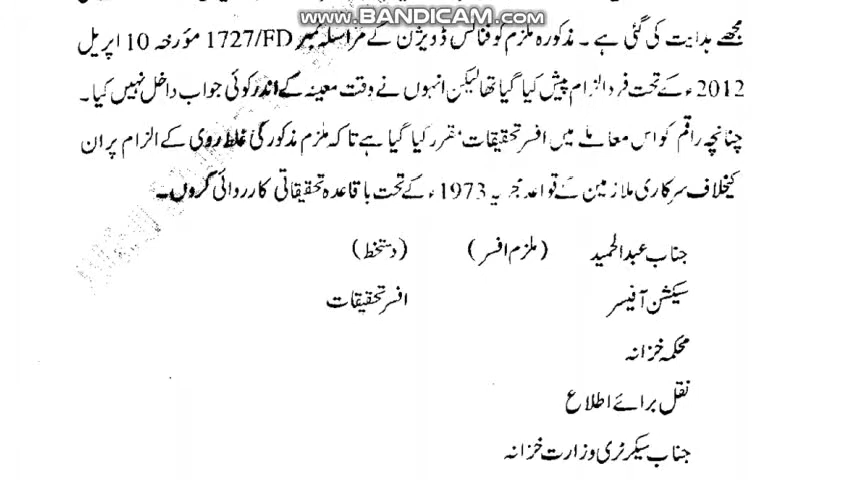 www.BANDICAM.com
مجھے ہدایت کی گئی ہے۔ مذکورہ ملزم کو فنانس ڈویژن کے مراسلہ نمبر 1727/FD مؤرخہ 10 اپریل
2012ء کے تحت فرد الزام پیش کیا گیا تھا لیکن انہوں نے وقت معینہ کے اندر کوئی جواب داخل نہیں کیا۔
چنانچہ راقم کو اس معاملے میں افسر تحقیقات مقرر کیا گیا ہے تاکہ ملزم مذکور کی غلط روی کے الزام پر ان
کیخلاف سرکاری ملازمین کے قواعد مجریہ 1973ء کے تحت باقاعدہ تحقیقاتی کارروائی کروں۔
جناب عبدالحمید (ملزم افسر) (دستخط)
سیکشن آفیسر افسر تحقیقات
محکمہ خزانہ
نقل برائے اطلاع
جناب سیکرٹری وزارت خزانہ